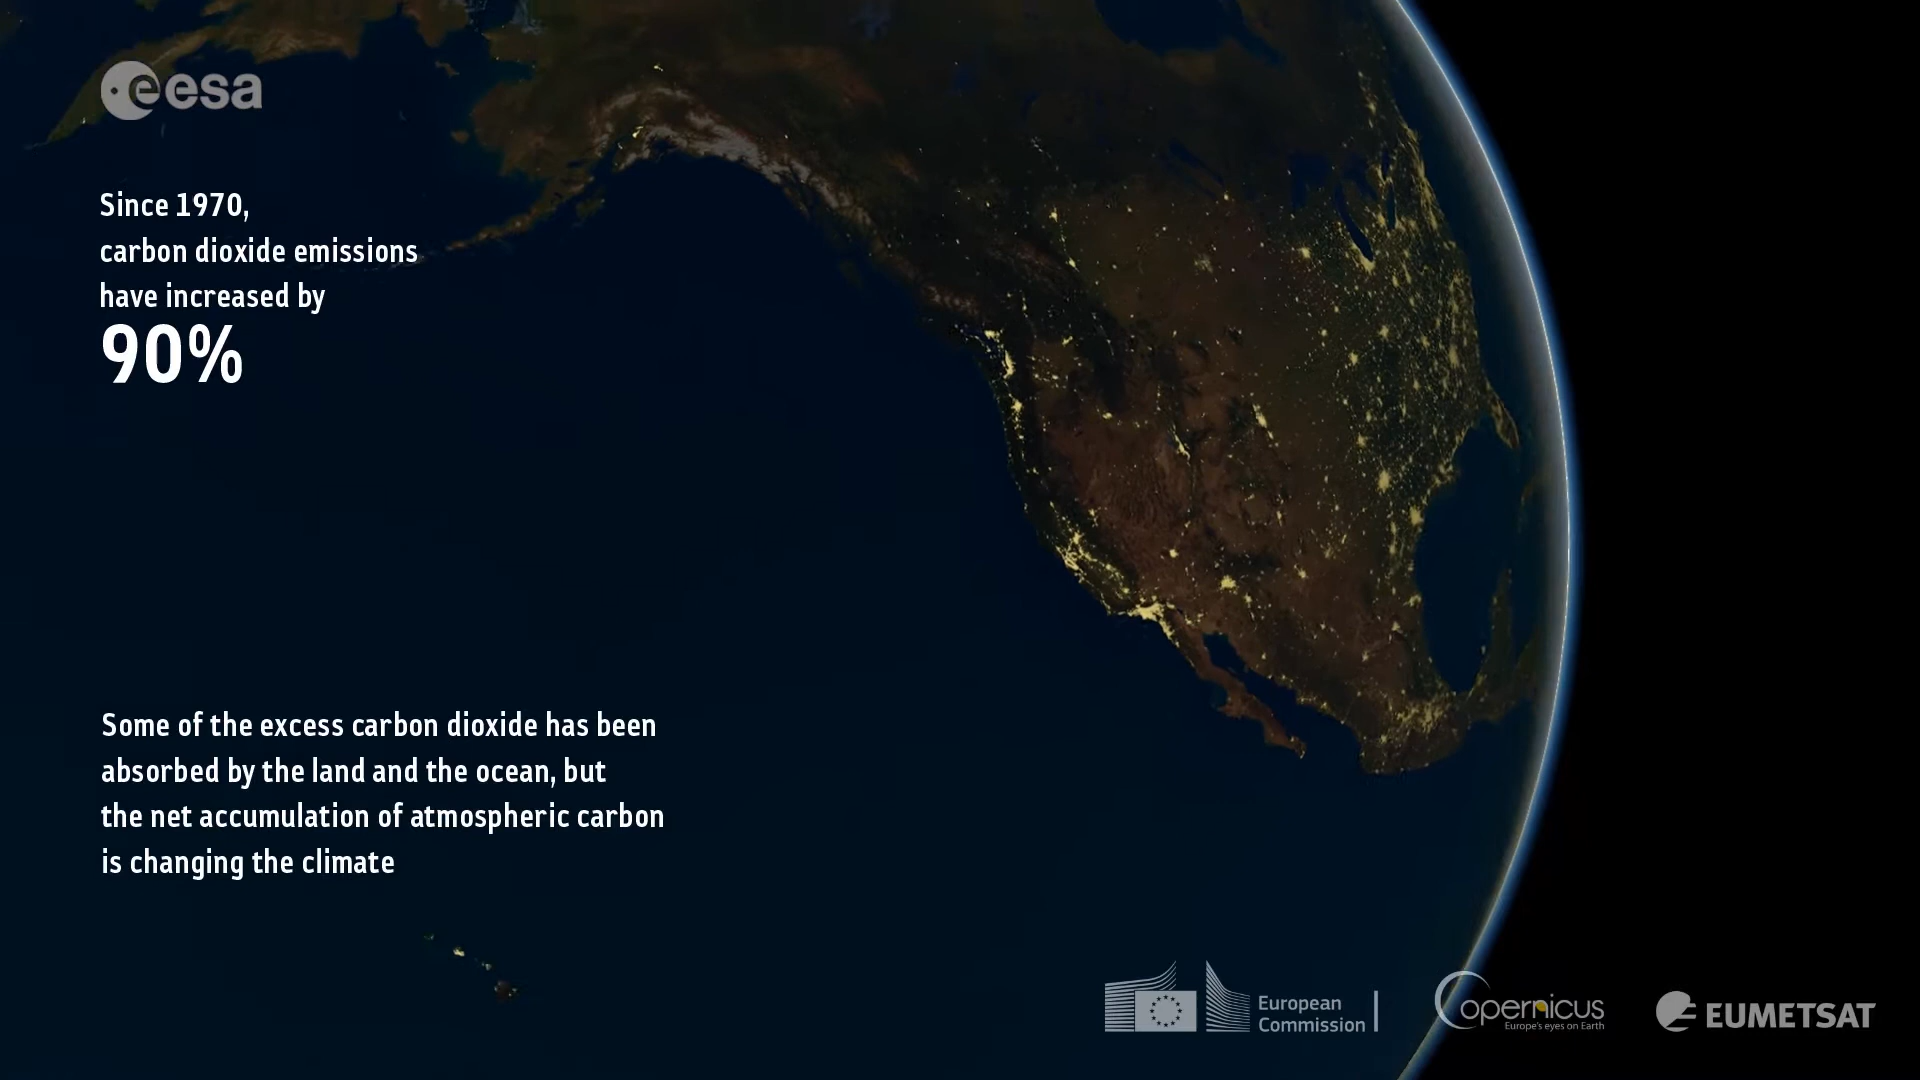 eesa
Since 1970,
carbon dioxide emissions
have increased by
90%
Some of the excess carbon dioxide has been
absorbed by the land and the ocean, but
the net accumulation of atmospheric carbon
is changing the climate
European
Commission
Copernicus
Europe's eyes on Earth
EUMETSAT